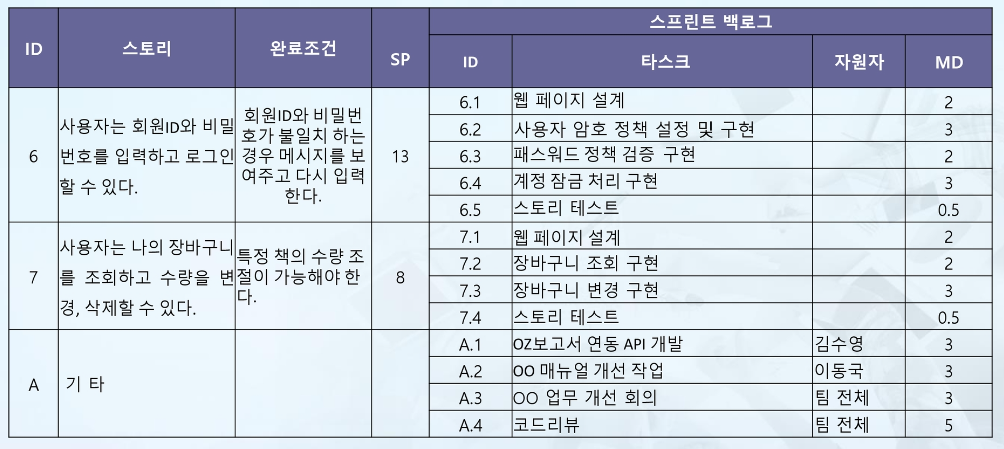 ID 스토리 완료조건 SP 스프린트 백로그
ID 타스크 자원자 MD
6 사용자는 회원ID와 비밀
번호를 입력하고 로그인
할 수 있다.
회원ID와 비밀번
호가 불일치 하는
경우 메시지를 보
여주고 다시 입력
한다.
13
6.1 웹 페이지 설계 2
6.2 사용자 암호 정책 설정 및 구현 3
6.3 패스워드 정책 검증 구현 2
6.4 계정 잠금 처리 구현 3
6.5 스토리 테스트 0.5
7 사용자는 나의 장바구니
를 조회하고 수량을 변
경, 삭제할 수 있다.
특정 책의 수량 조
절이 가능해야 한
다.
8
7.1 웹 페이지 설계 2
7.2 장바구니 조회 구현 2
7.3 장바구니 변경 구현 3
7.4 스토리 테스트 0.5
A 기 타
A.1 OZ보고서 연동 API 개발 김수영 3
A.2 OO 매뉴얼 개선 작업 이동국 3
A.3 ○○ 업무 개선 회의 팀 전체 3
A.4 코드리뷰 팀 전체 5